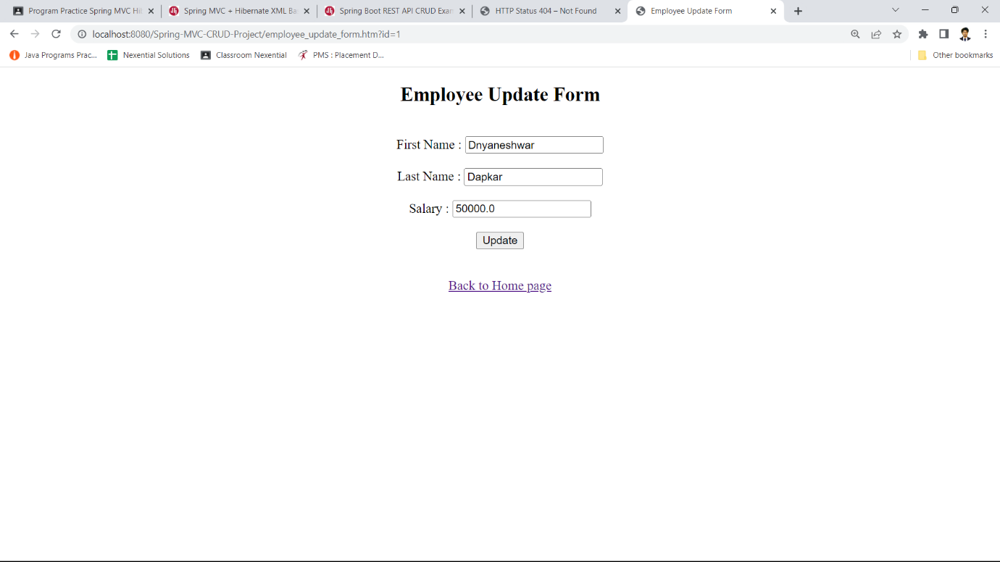 Program Practice Spring MVC Hil
Spring MVC + Hibernate XML Ba
Spring Boot REST API CRUD Exan
HTTP Status 404 – Not Found
Employee Update Form
localhost:8080/Spring-MVC-CRUD-Project/employee_update_form.htm?id=1
Java Programs Prac...
Nexential Solutions
Classroom Nexential
PMS : Placement D...
Other bookmarks
Employee Update Form
First Name : Dnyaneshwar
Last Name : Dapkar
Salary : 50000.0
Update
Back to Home page